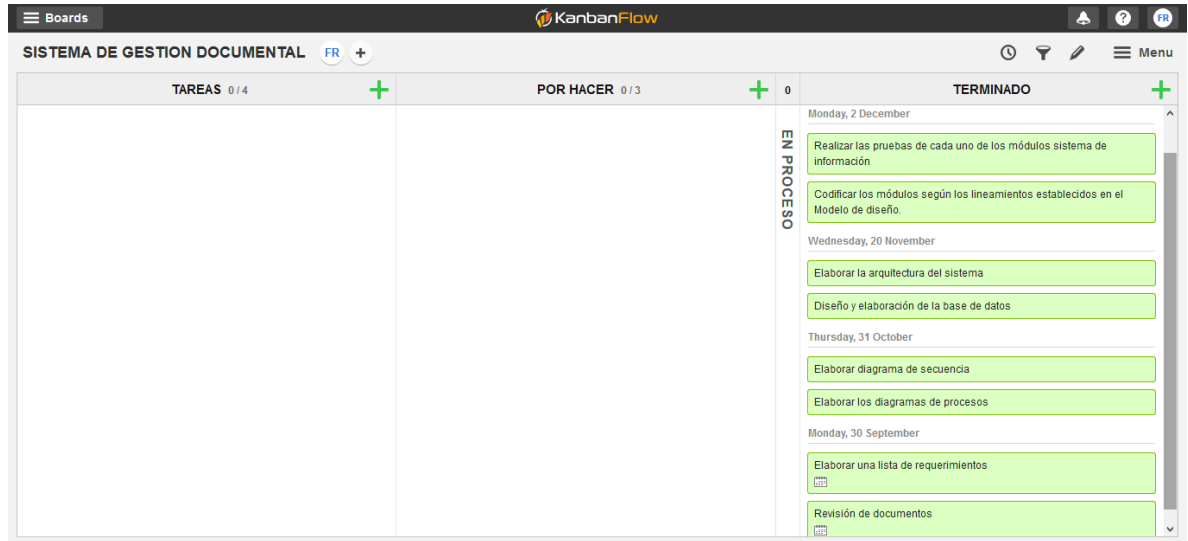 Boards
KanbanFlow
FR
SISTEMA DE GESTION DOCUMENTAL FR +
Menu
TAREAS 0/4
POR HACER 0/3
0
EN PROCESO
TERMINADO
Monday, 2 December
Realizar las pruebas de cada uno de los módulos sistema de
información
Codificar los módulos según los lineamientos establecidos en el
Modelo de diseño.
Wednesday, 20 November
Elaborar la arquitectura del sistema
Diseño y elaboración de la base de datos
Thursday, 31 October
Elaborar diagrama de secuencia
Elaborar los diagramas de procesos
Monday, 30 September
Elaborar una lista de requerimientos
Revisión de documentos